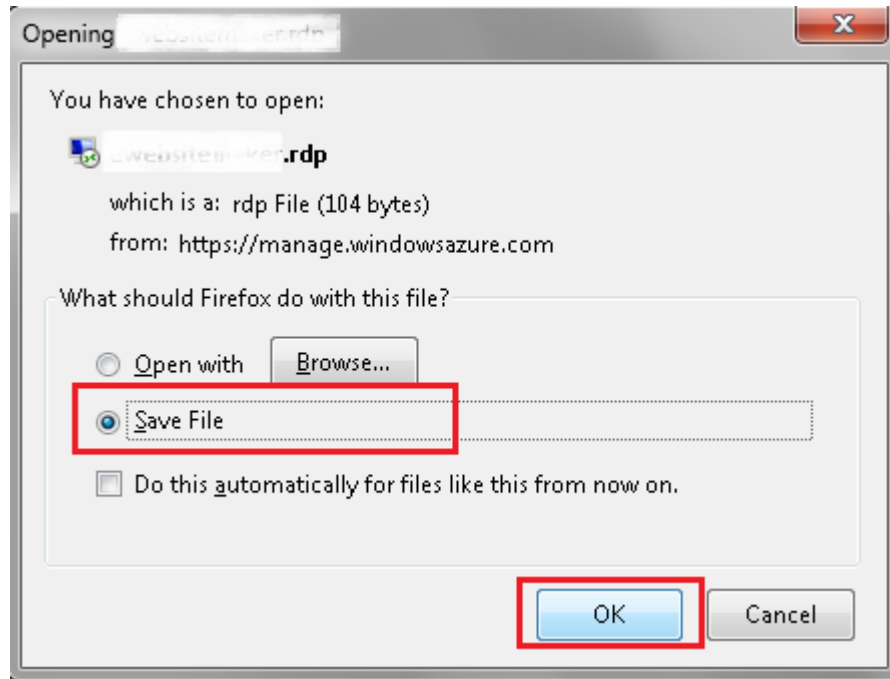 Opening
You have chosen to open:
.rdp
which is a: rdp File (104 bytes)
from: https://manage.windowsazure.com
What should Firefox do with this file?
Open with Browse...
Save File
Do this automatically for files like this from now on.
OK Cancel